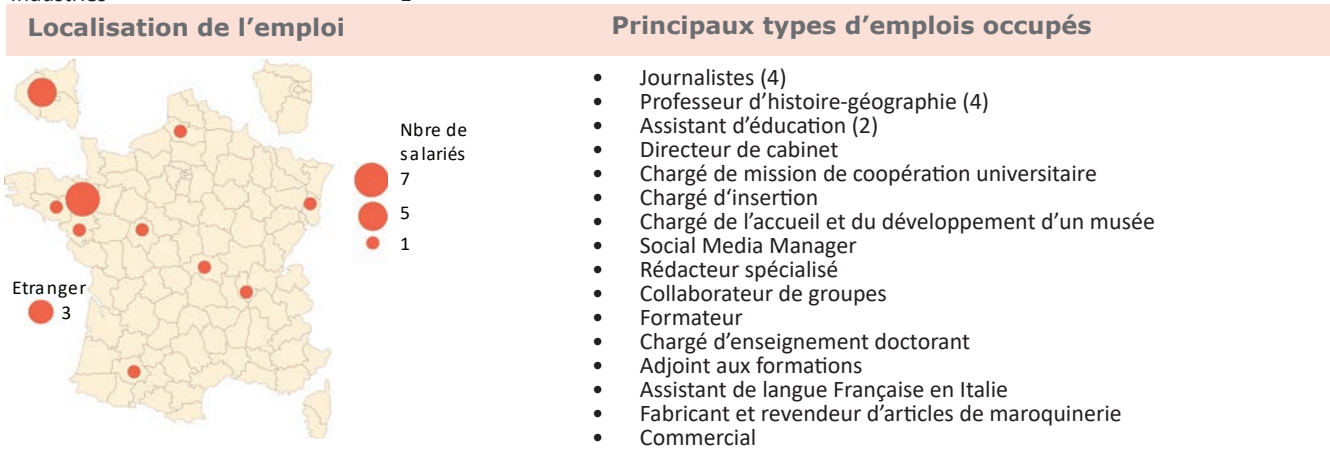 Industries
Localisation de l’emploi
Principaux types d’emplois occupés
Nbre de
salariés
7
5
1
Etranger
3
• Journalistes (4)
• Professeur d’histoire-géographie (4)
• Assistant d’éducation (2)
• Directeur de cabinet
• Chargé de mission de coopération universitaire
• Chargé d‘insertion
• Chargé de l’accueil et du développement d’un musée
• Social Media Manager
• Rédacteur spécialisé
• Collaborateur de groupes
• Formateur
• Chargé d’enseignement doctorant
• Adjoint aux formations
• Assistant de langue Française en Italie
• Fabricant et revendeur d’articles de maroquinerie
• Commercial